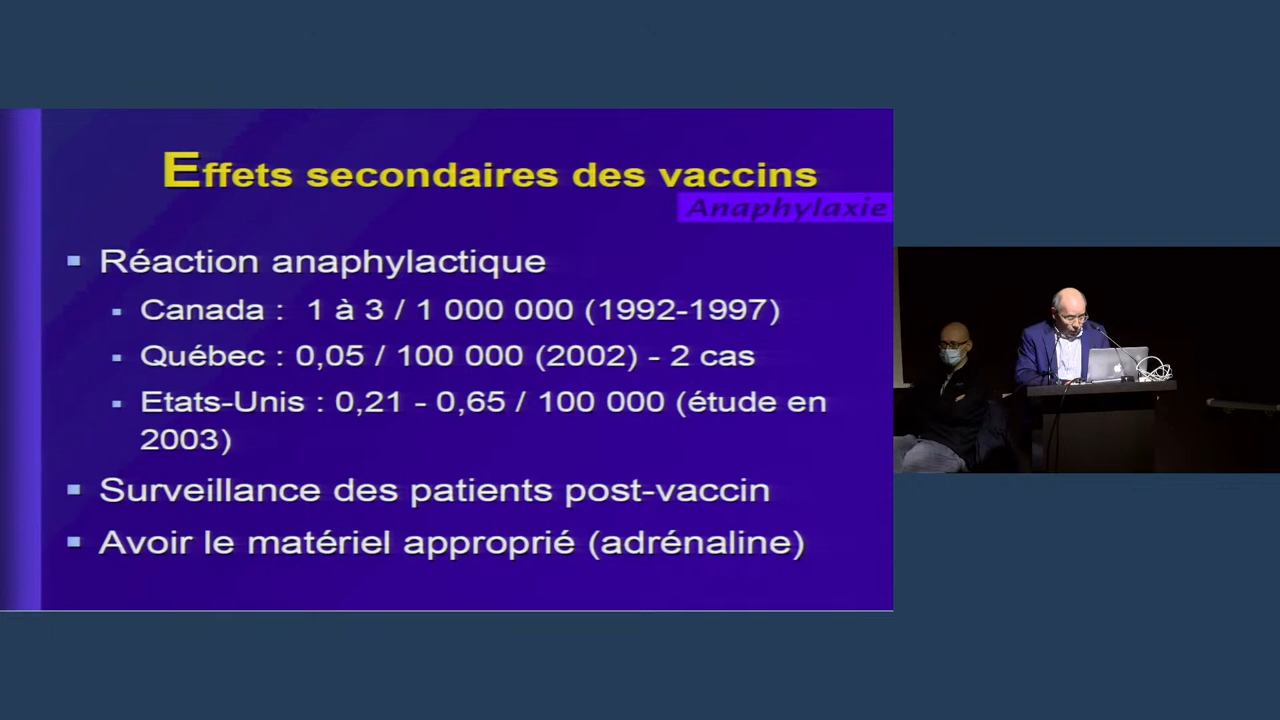 Effets secondaires des vaccins
Anaphylaxie
Réaction anaphylactique
Canada : 1 à 3 / 1 000 000 (1992-1997)
Québec : 0,05 / 100 000 (2002) - 2 cas
Etats-Unis : 0,21 - 0,65 / 100 000 (étude en
2003)
Surveillance des patients post-vaccin
Avoir le matériel approprié (adrénaline)